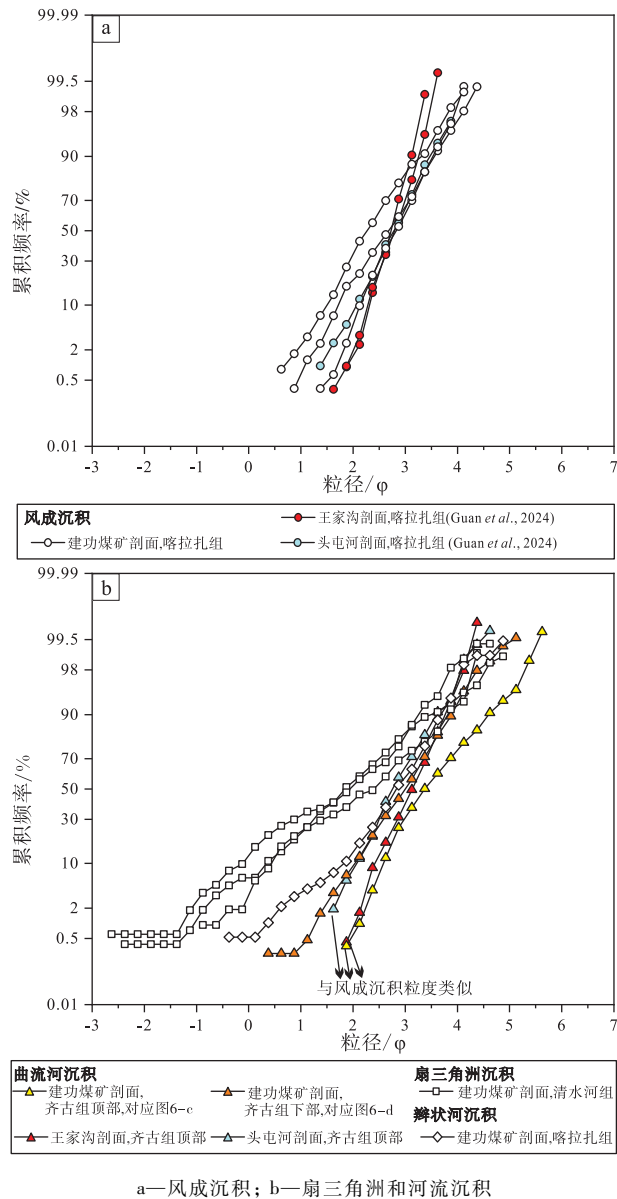 a
99.99
99.5
98
90
70
50
30
10
2
0.5
0.01
累积频率/%
-3 -2 -1 0 1 2 3 4 5 6 7
粒径/φ
风成沉积
王家沟剖面,喀拉扎组(Guan et al., 2024)
建功煤矿剖面,喀拉扎组
头屯河剖面,喀拉扎组(Guan et al., 2024)
b
99.99
99.5
98
90
70
50
30
10
2
0.5
0.01
累积频率/%
与风成沉积粒度类似
-3 -2 -1 0 1 2 3 4 5 6 7
粒径/φ
曲流河沉积
建功煤矿剖面,
齐古组顶部,对应图6-c
建功煤矿剖面,
齐古组下部,对应图6-d
王家沟剖面,齐古组顶部
头屯河剖面,齐古组顶部
扇三角洲沉积
建功煤矿剖面,清水河组
辫状河沉积
建功煤矿剖面,喀拉扎组
a—风成沉积；b—扇三角洲和河流沉积